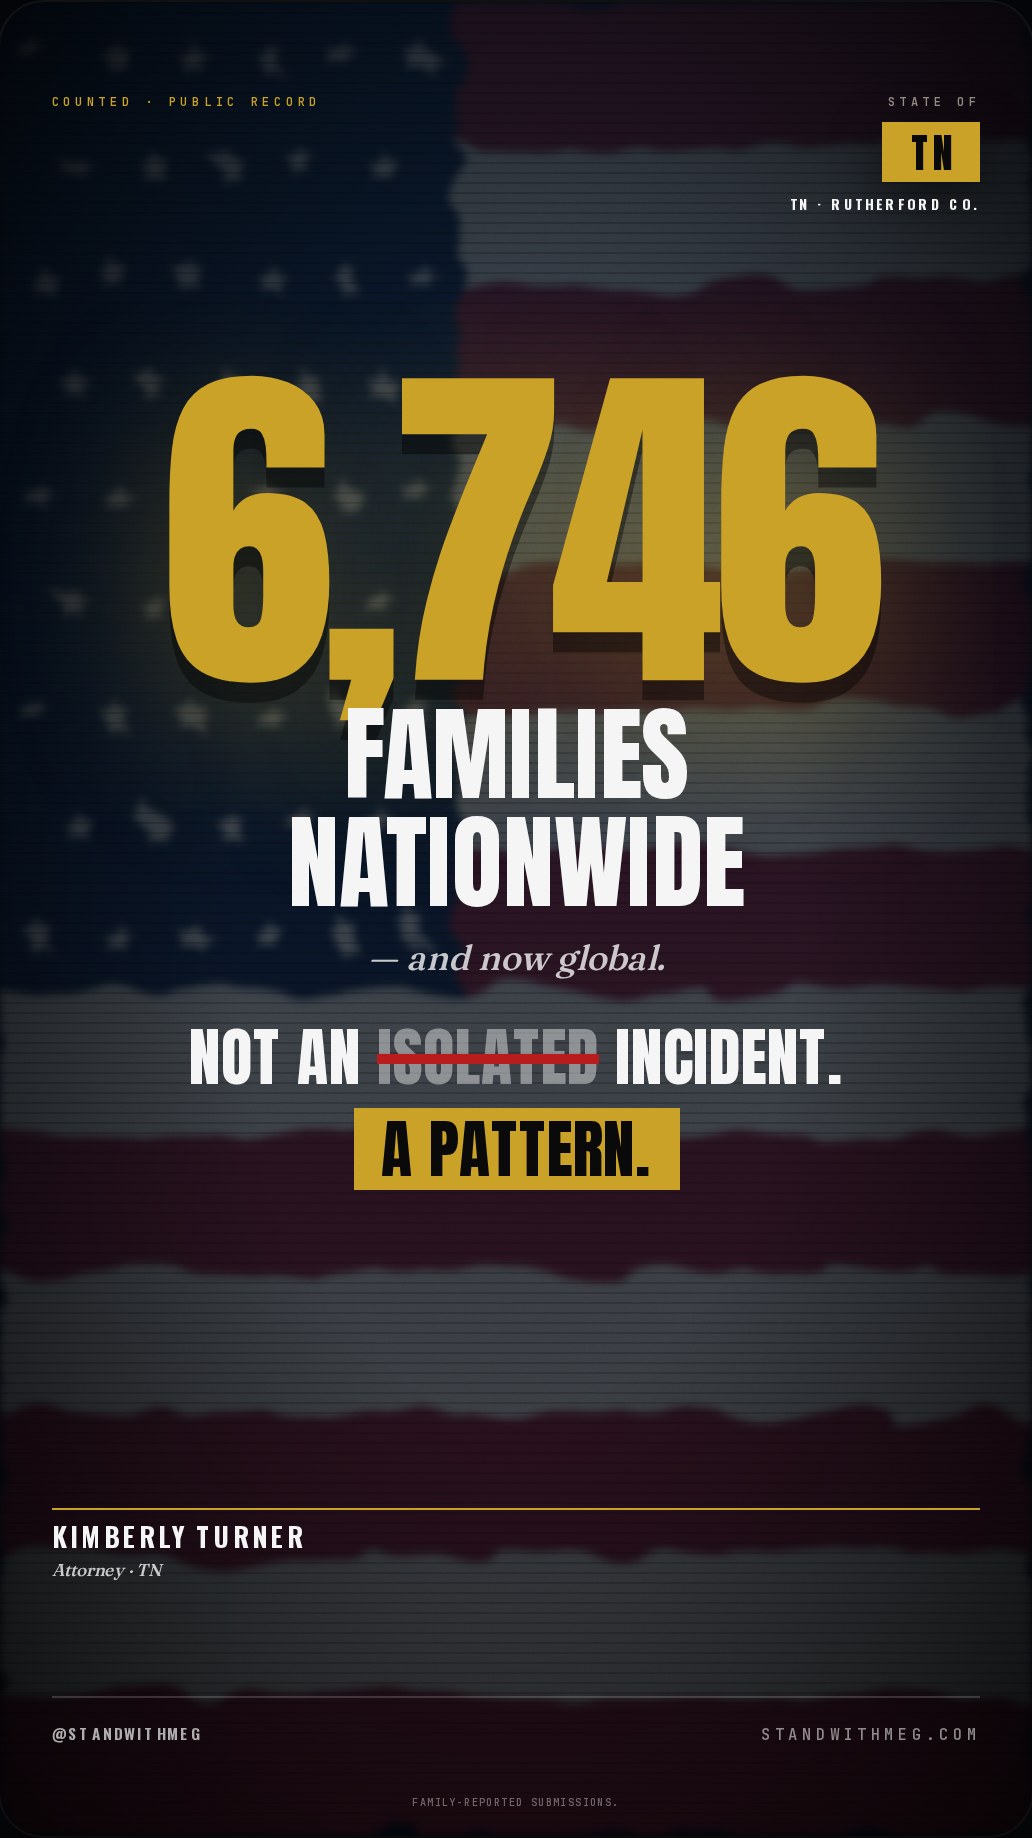 COUNTED · PUBLIC RECORD
STATE OF
TN
TN · RUTHERFORD CO.
6,746
FAMILIES
NATIONWIDE
— and now global.
NOT AN ISOLATED INCIDENT.
A PATTERN.
KIMBERLY TURNER
Attorney · TN
@STANDWITHMEG
STANDWITHMEG.COM
FAMILY-REPORTED SUBMISSIONS.